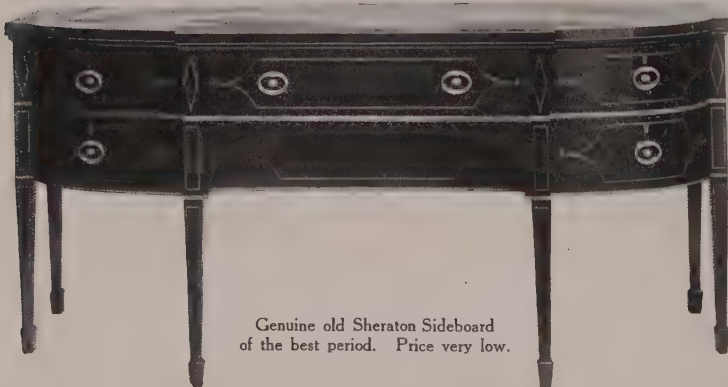 Genuine old Sheraton Sideboard
of the best period. Price very low.